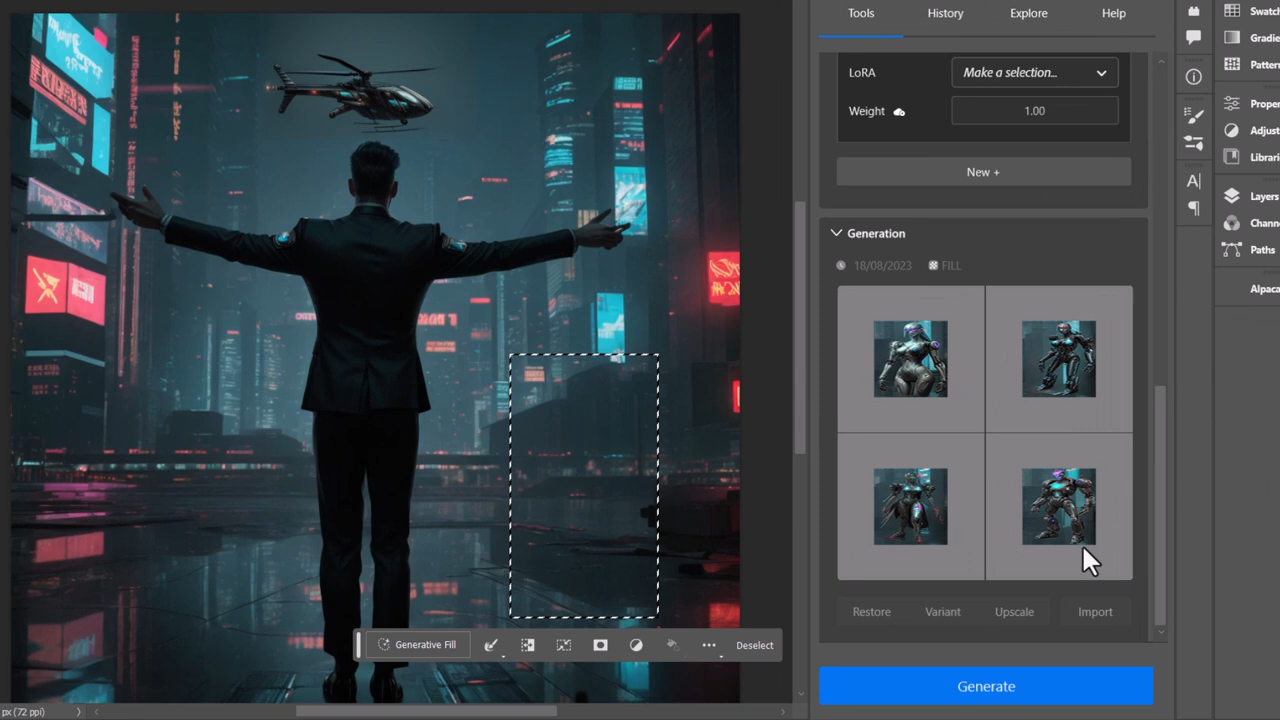 Tools
History
Explore
Help
Swatc
Gradie
Pattern
LoRA
Make a selection...
Weight
1.00
Proper
Adjust
Librari
New +
Layers
Chann
Paths
Generation
18/08/2023
FILL
Alpaca
Restore
Variant
Upscale
Import
Generative Fill
Deselect
Generate
px (72 ppi)